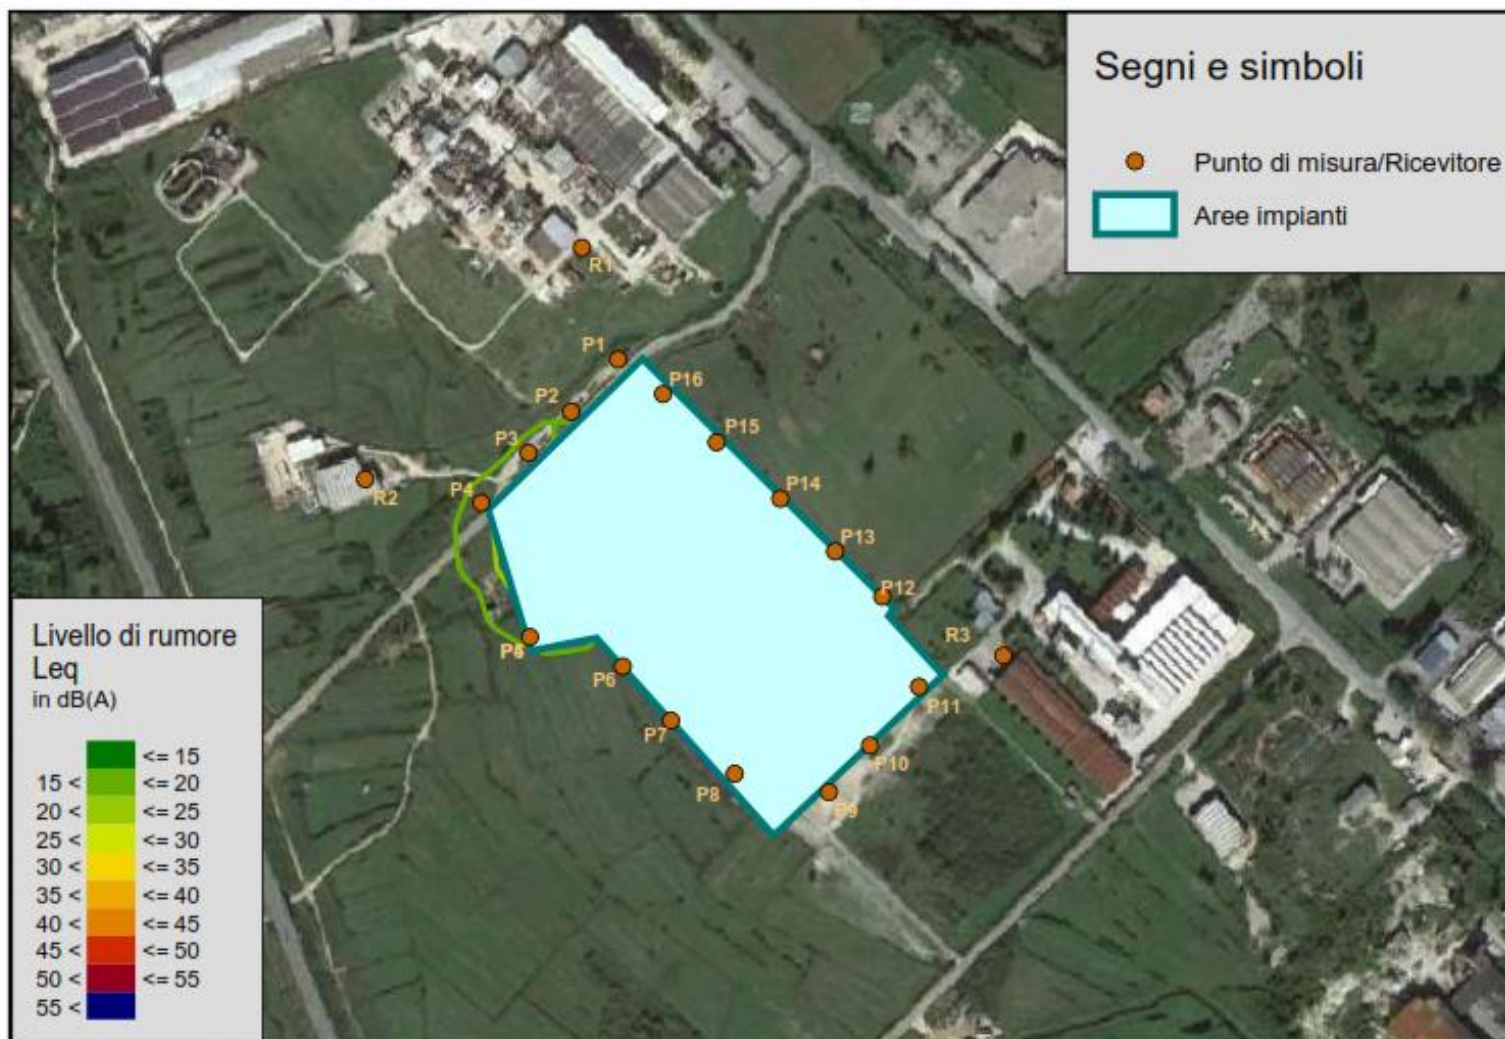 Segni e simboli
Punto di misura/Ricevitore
Aree impianti
R1
P1
P16
P2
P15
P3
R2
P4
P14
P13
P12
R3
P5
P6
P11
P7
P10
P8
P9
Livello di rumore
Leq
in dB(A)
<= 15
15 < <= 20
20 < <= 25
25 < <= 30
30 < <= 35
35 < <= 40
40 < <= 45
45 < <= 50
50 < <= 55
55 <